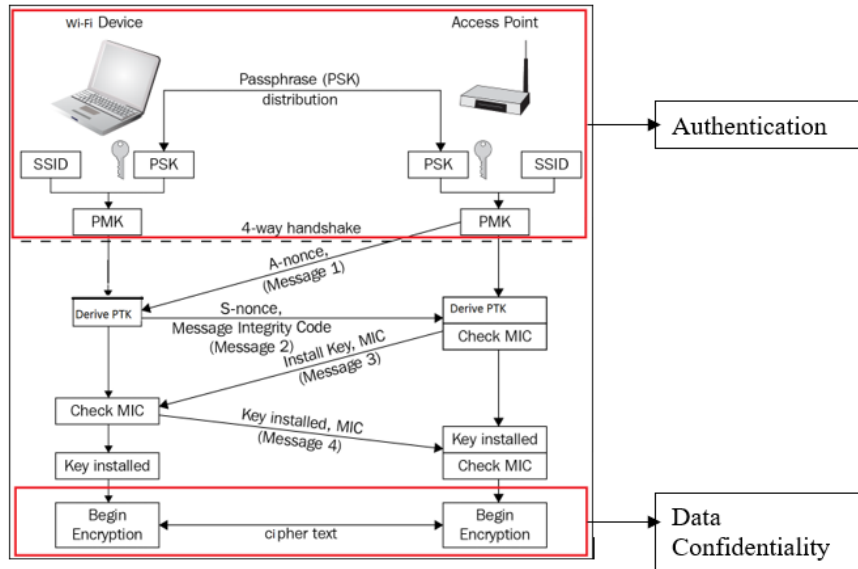 Wi-Fi Device
Access Point
Passphrase (PSK)
distribution
Authentication
SSID
PSK
PSK
SSID
PMK
PMK
4-way handshake
A-nonce,
(Message 1)
Derive PTK
S-nonce,
Message Integrity Code
(Message 2)
Derive PTK
Check MIC
Install Key, MIC
(Message 3)
Check MIC
Key installed, MIC
(Message 4)
Key installed
Key installed
Check MIC
Begin
Encryption
cipher text
Begin
Encryption
Data
Confidentiality